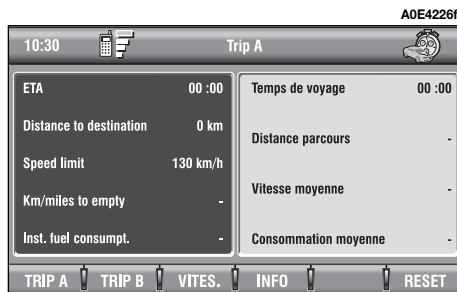 A0E4226f
10:30 Trip A
ETA 00 :00
Distance to destination 0 km
Speed limit 130 km/h
Km/miles to empty -
Inst. fuel consumpt. -
Temps de voyage 00 :00
Distance parcours -
Vitesse moyenne -
Consommation moyenne -
TRIP A TRIP B VITES. INFO RESET